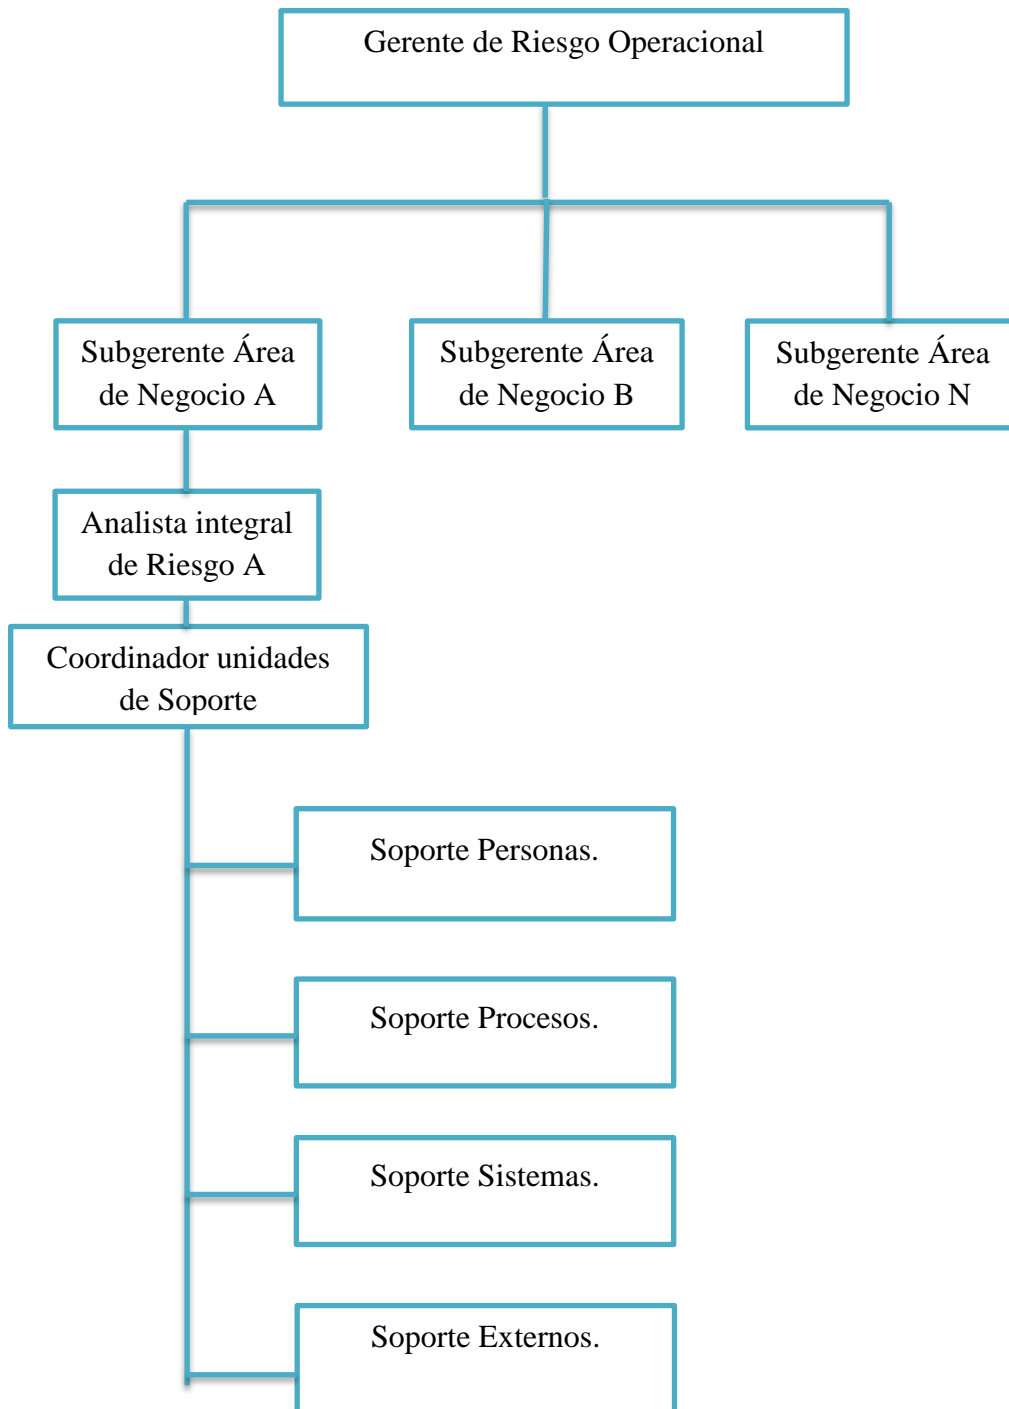 Gerente de Riesgo Operacional
Subgerente Área
de Negocio A
Subgerente Área
de Negocio B
Subgerente Área
de Negocio N
Analista integral
de Riesgo A
Coordinador unidades
de Soporte
Soporte Personas.
Soporte Procesos.
Soporte Sistemas.
Soporte Externos.